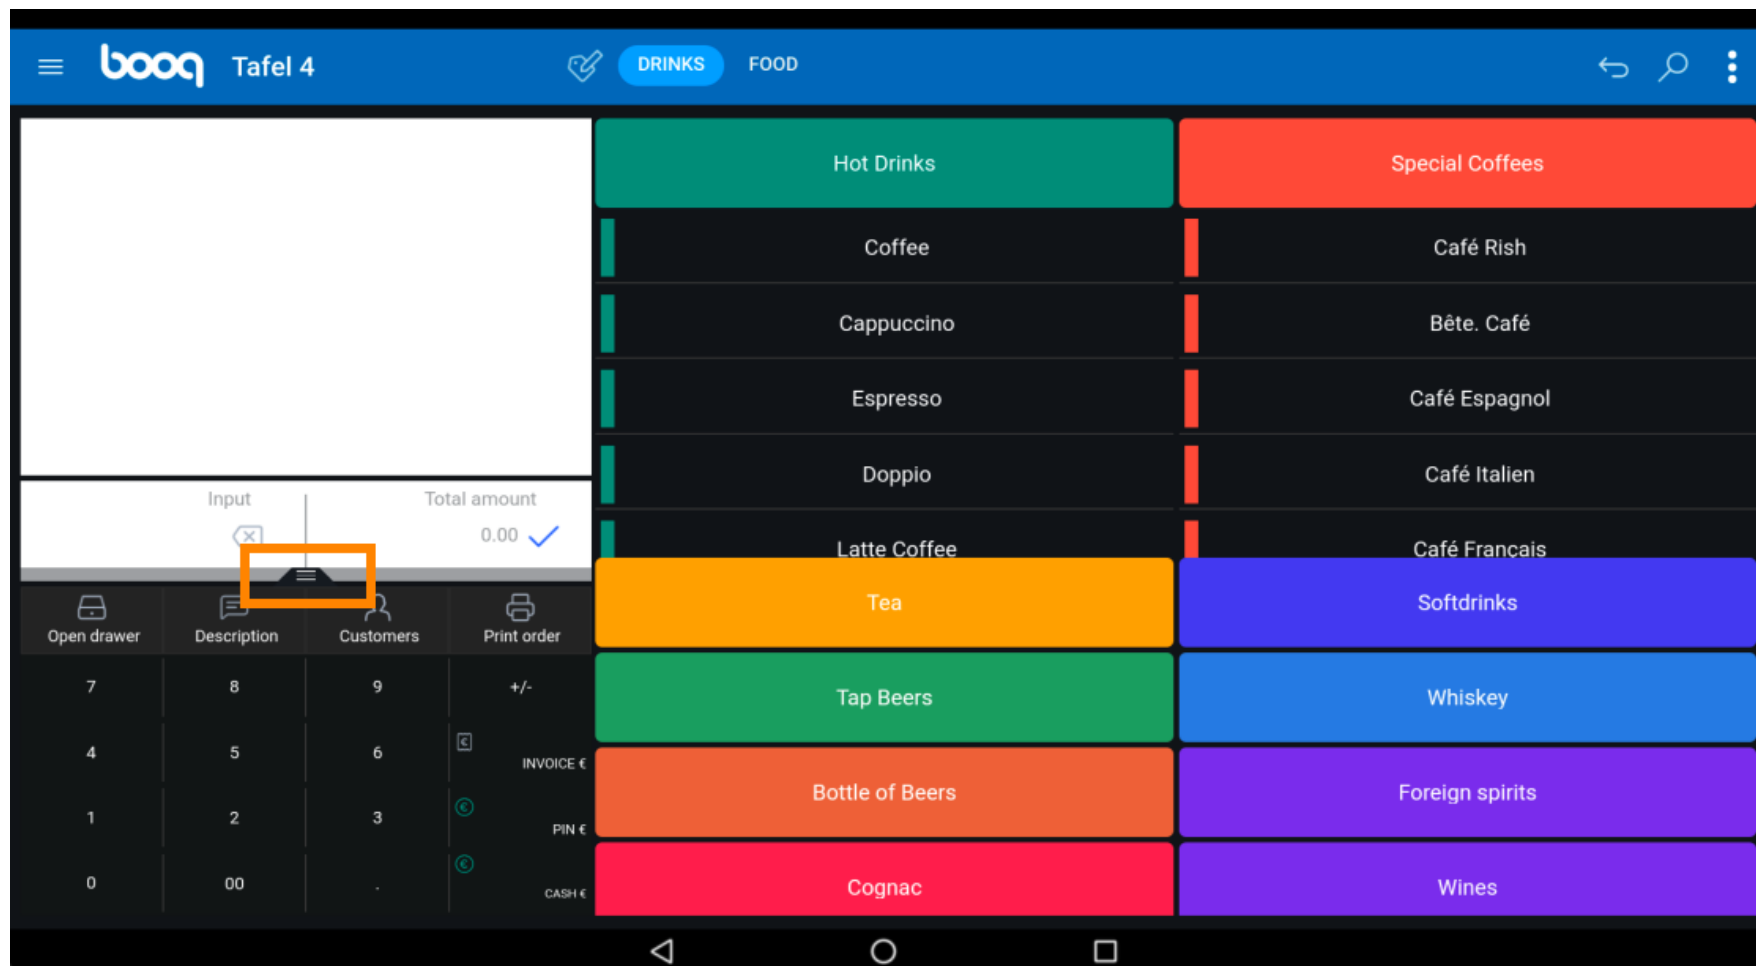 booq Tafel 4 DRINKS FOOD
Hot Drinks Special Coffees
Coffee Café Rish
Cappuccino Bête. Café
Espresso Café Espagnol
Doppio Café Italien
Input Total amount
0.00
Latte Coffee Café Français
Tea Softdrinks
Open drawer Description Customers Print order
7 8 9 +/-
Tap Beers Whiskey
4 5 6 € INVOICE €
Bottle of Beers Foreign spirits
1 2 3 € PIN €
0 00 . € CASH €
Cognac Wines